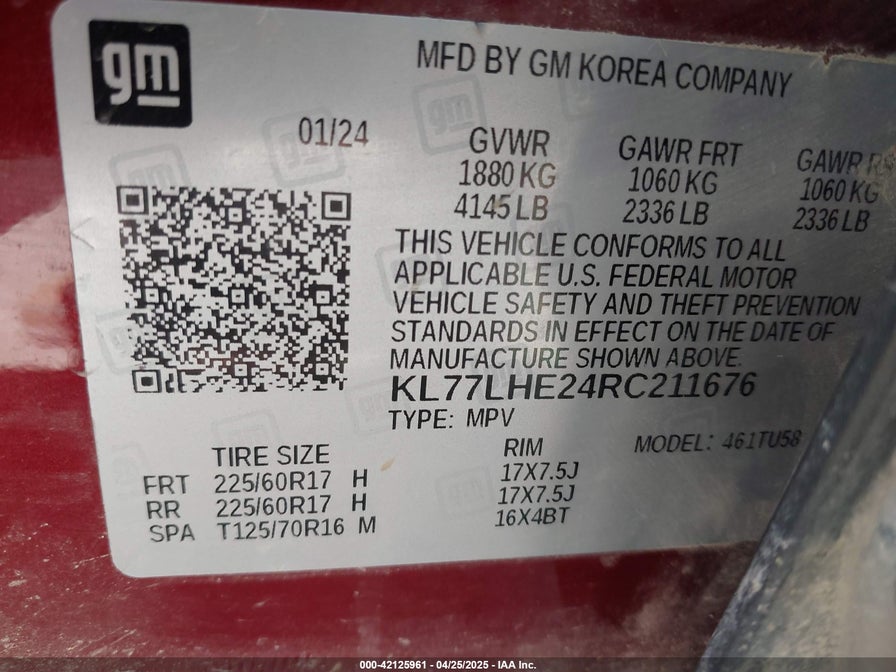 gm
MFD BY GM KOREA COMPANY
01/24
GVWR GAWR FRT GAWR
1880 KG 1060 KG 1060 KG
4145 LB 2336 LB 2336 LB
THIS VEHICLE CONFORMS TO ALL
APPLICABLE U.S. FEDERAL MOTOR
VEHICLE SAFETY AND THEFT PREVENTION
STANDARDS IN EFFECT ON THE DATE OF
MANUFACTURE SHOWN ABOVE.
KL77LHE24RC211676
TYPE: MPV
MODEL: 461TU58
TIRE SIZE RIM
FRT 225/60R17 H 17X7.5J
RR 225/60R17 H 17X7.5J
SPA T125/70R16 M 16X4BT
000-42125961 - 04/25/2025 - IAA Inc.